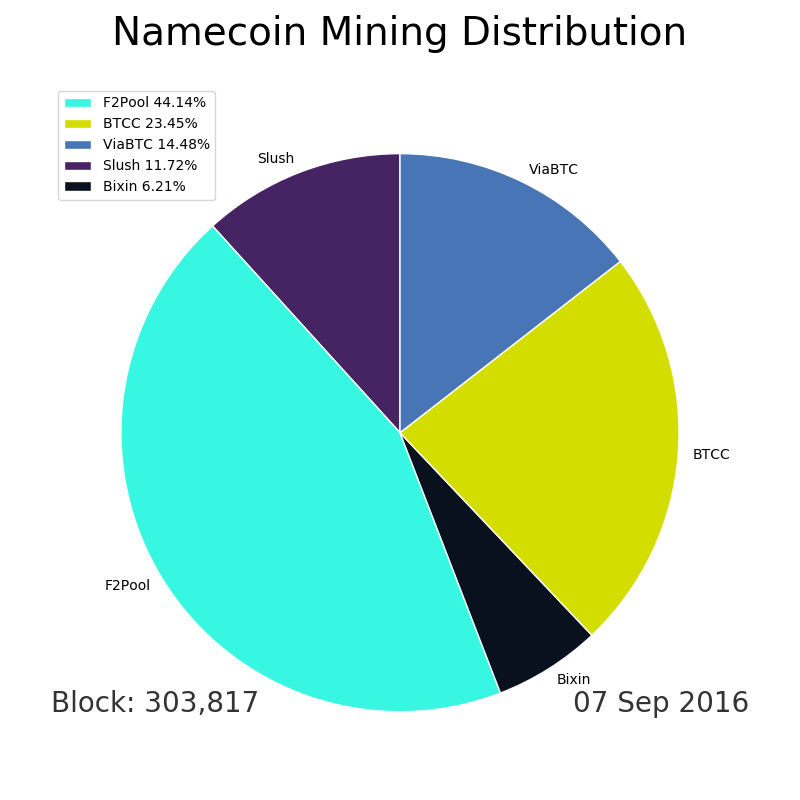 Namecoin Mining Distribution
F2Pool 44.14%
BTCC 23.45%
ViaBTC 14.48%
Slush 11.72%
Bixin 6.21%
Slush
ViaBTC
BTCC
F2Pool
Bixin
Block: 303,817
07 Sep 2016